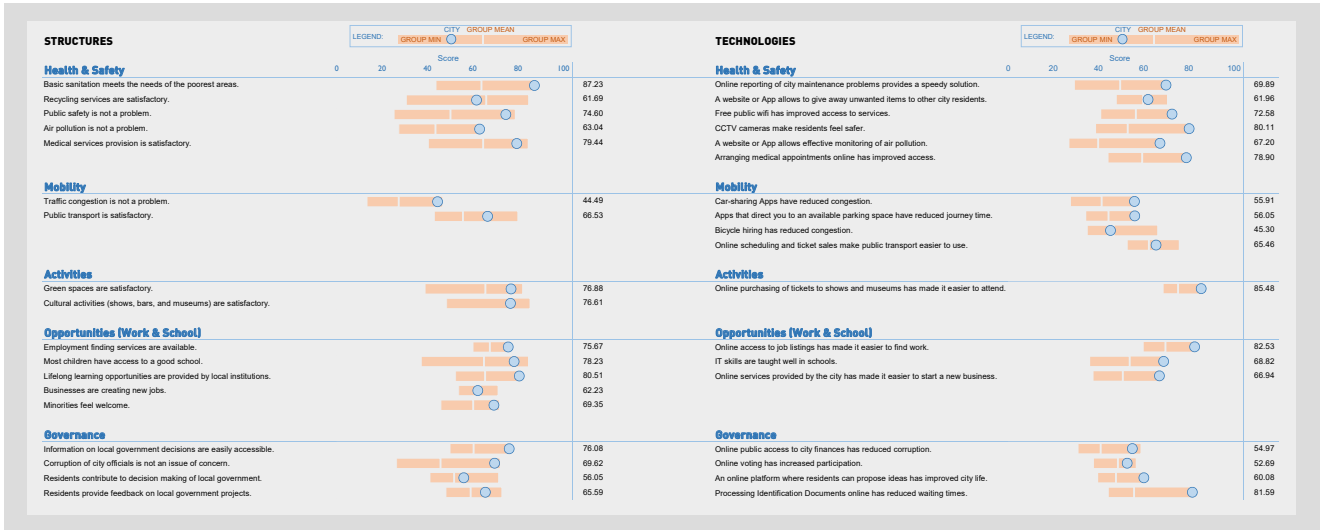 STRUCTURES
LEGEND:
CITY GROUP MEAN
GROUP MIN GROUP MAX
Score
Health & Safety 0 20 40 60 80 100
Basic sanitation meets the needs of the poorest areas. 87.23
Recycling services are satisfactory. 61.69
Public safety is not a problem. 74.60
Air pollution is not a problem. 63.04
Medical services provision is satisfactory. 79.44
Mobility
Traffic congestion is not a problem. 44.49
Public transport is satisfactory. 66.53
Activities
Green spaces are satisfactory. 76.88
Cultural activities (shows, bars, and museums) are satisfactory. 76.61
Opportunities (Work & School)
Employment finding services are available. 75.67
Most children have access to a good school. 78.23
Lifelong learning opportunities are provided by local institutions. 80.51
Businesses are creating new jobs. 62.23
Minorities feel welcome. 69.35
Governance
Information on local government decisions are easily accessible. 76.08
Corruption of city officials is not an issue of concern. 69.62
Residents contribute to decision making of local government. 56.05
Residents provide feedback on local government projects. 65.59
TECHNOLOGIES
LEGEND:
CITY GROUP MEAN
GROUP MIN GROUP MAX
Score
Health & Safety 0 20 40 60 80 100
Online reporting of city maintenance problems provides a speedy solution. 69.89
A website or App allows to give away unwanted items to other city residents. 61.96
Free public wifi has improved access to services. 72.58
CCTV cameras make residents feel safer. 80.11
A website or App allows effective monitoring of air pollution. 67.20
Arranging medical appointments online has improved access. 78.90
Mobility
Car-sharing Apps have reduced congestion. 55.91
Apps that direct you to an available parking space have reduced journey time. 56.05
Bicycle hiring has reduced congestion. 45.30
Online scheduling and ticket sales make public transport easier to use. 65.46
Activities
Online purchasing of tickets to shows and museums has made it easier to attend. 85.48
Opportunities (Work & School)
Online access to job listings has made it easier to find work. 82.53
IT skills are taught well in schools. 68.82
Online services provided by the city has made it easier to start a new business. 66.94
Governance
Online public access to city finances has reduced corruption. 54.97
Online voting has increased participation. 52.69
An online platform where residents can propose ideas has improved city life. 60.08
Processing Identification Documents online has reduced waiting times. 81.59